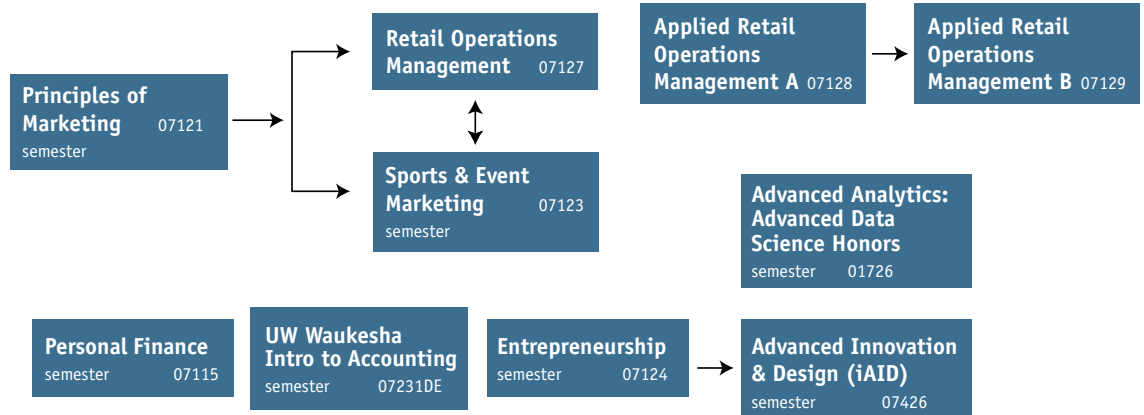 Principles of
Marketing 07121
semester
Retail Operations
Management 07127
Sports & Event
Marketing 07123
semester
Applied Retail
Operations
Management A 07128
Applied Retail
Operations
Management B 07129
Advanced Analytics:
Advanced Data
Science Honors
semester 01726
Personal Finance
semester 07115
UW Waukesha
Intro to Accounting
semester 07231DE
Entrepreneurship
semester 07124
Advanced Innovation
& Design (iAID)
semester 07426